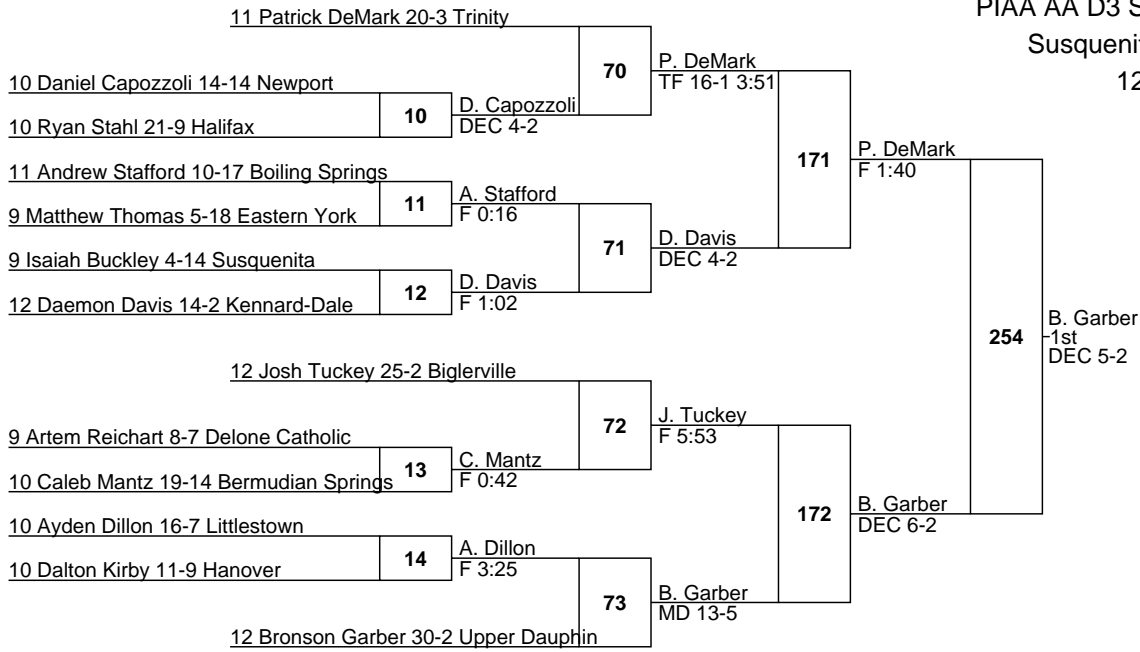 PIAA AA D3 S
Susquenit
12
11 Patrick DeMark 20-3 Trinity
70
P. DeMark
TF 16-1 3:51
10 Daniel Capozzoli 14-14 Newport
10
D. Capozzoli
DEC 4-2
10 Ryan Stahl 21-9 Halifax
171
P. DeMark
F 1:40
11 Andrew Stafford 10-17 Boiling Springs
11
A. Stafford
F 0:16
9 Matthew Thomas 5-18 Eastern York
71
D. Davis
DEC 4-2
9 Isaiah Buckley 4-14 Susquenita
12
D. Davis
F 1:02
12 Daemon Davis 14-2 Kennard-Dale
254
B. Garber
1st
DEC 5-2
12 Josh Tuckey 25-2 Biglerville
72
J. Tuckey
F 5:53
9 Artem Reichart 8-7 Delone Catholic
13
C. Mantz
F 0:42
10 Caleb Mantz 19-14 Bermudian Springs
172
B. Garber
DEC 6-2
10 Ayden Dillon 16-7 Littlestown
14
A. Dillon
F 3:25
10 Dalton Kirby 11-9 Hanover
73
B. Garber
MD 13-5
12 Bronson Garber 30-2 Upper Dauphin